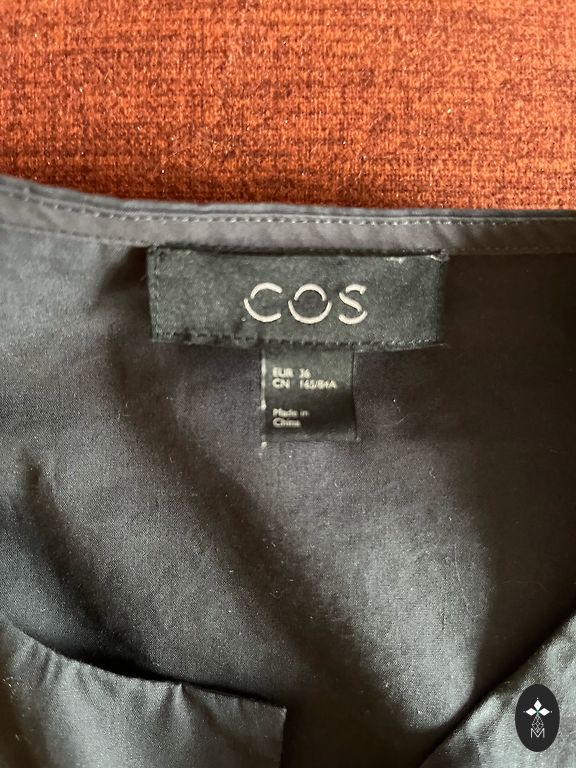 COS
EUR 36
CN 165/84A
Made in
China